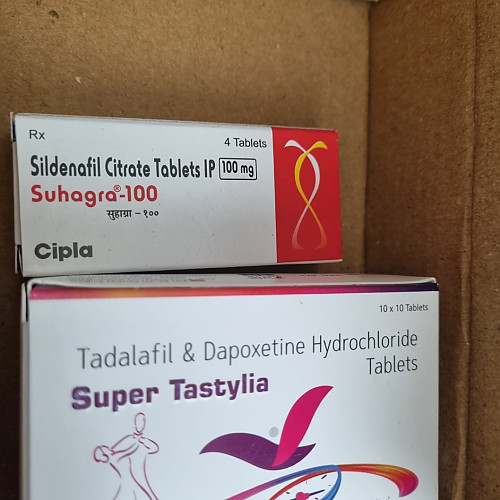 Rx
4 Tablets
Sildenafil Citrate Tablets IP 100 mg
Suhagra®-100
सुहाग्रा - १००
Cipla
10 x 10 Tablets
Tadalafil & Dapoxetine Hydrochloride
Tablets
Super Tastylia